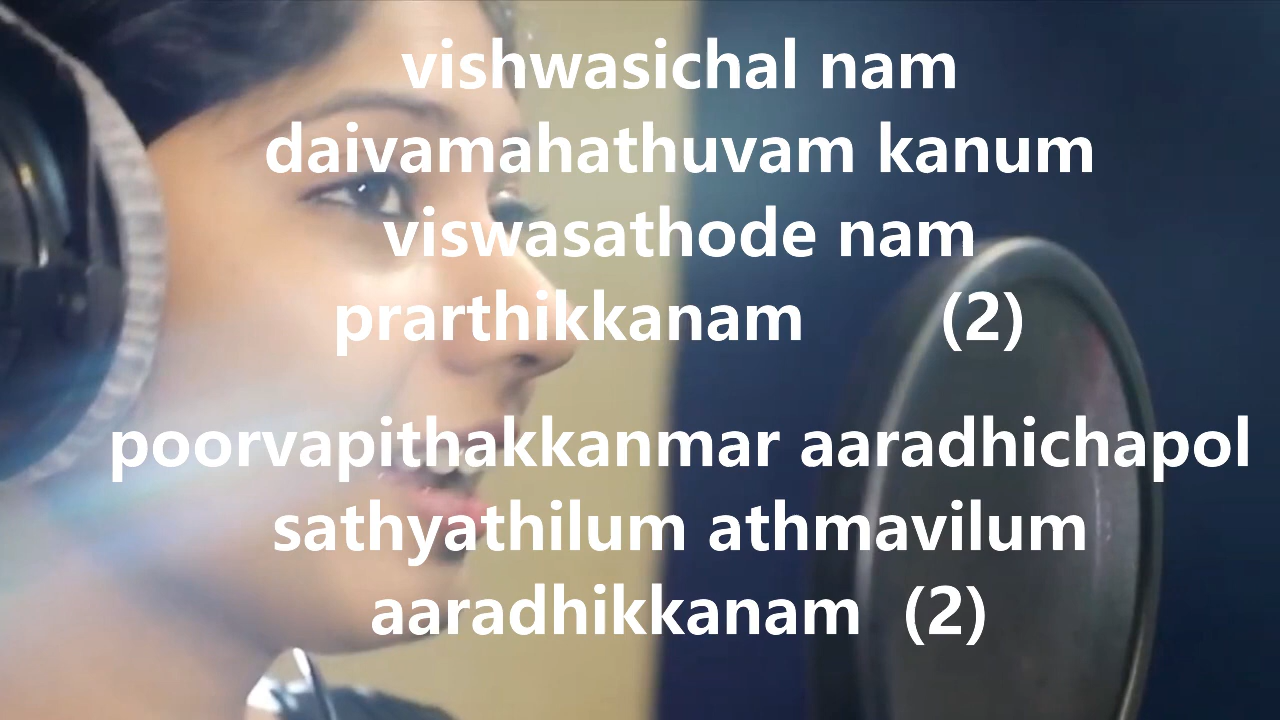 vishwasichal nam
daivamahathuvam kanum
viswasathode nam
prarthikkanam (2)
poorvapithakkanmar aaradhichapol
sathyathilum athmavilum
aaradhikkanam (2)